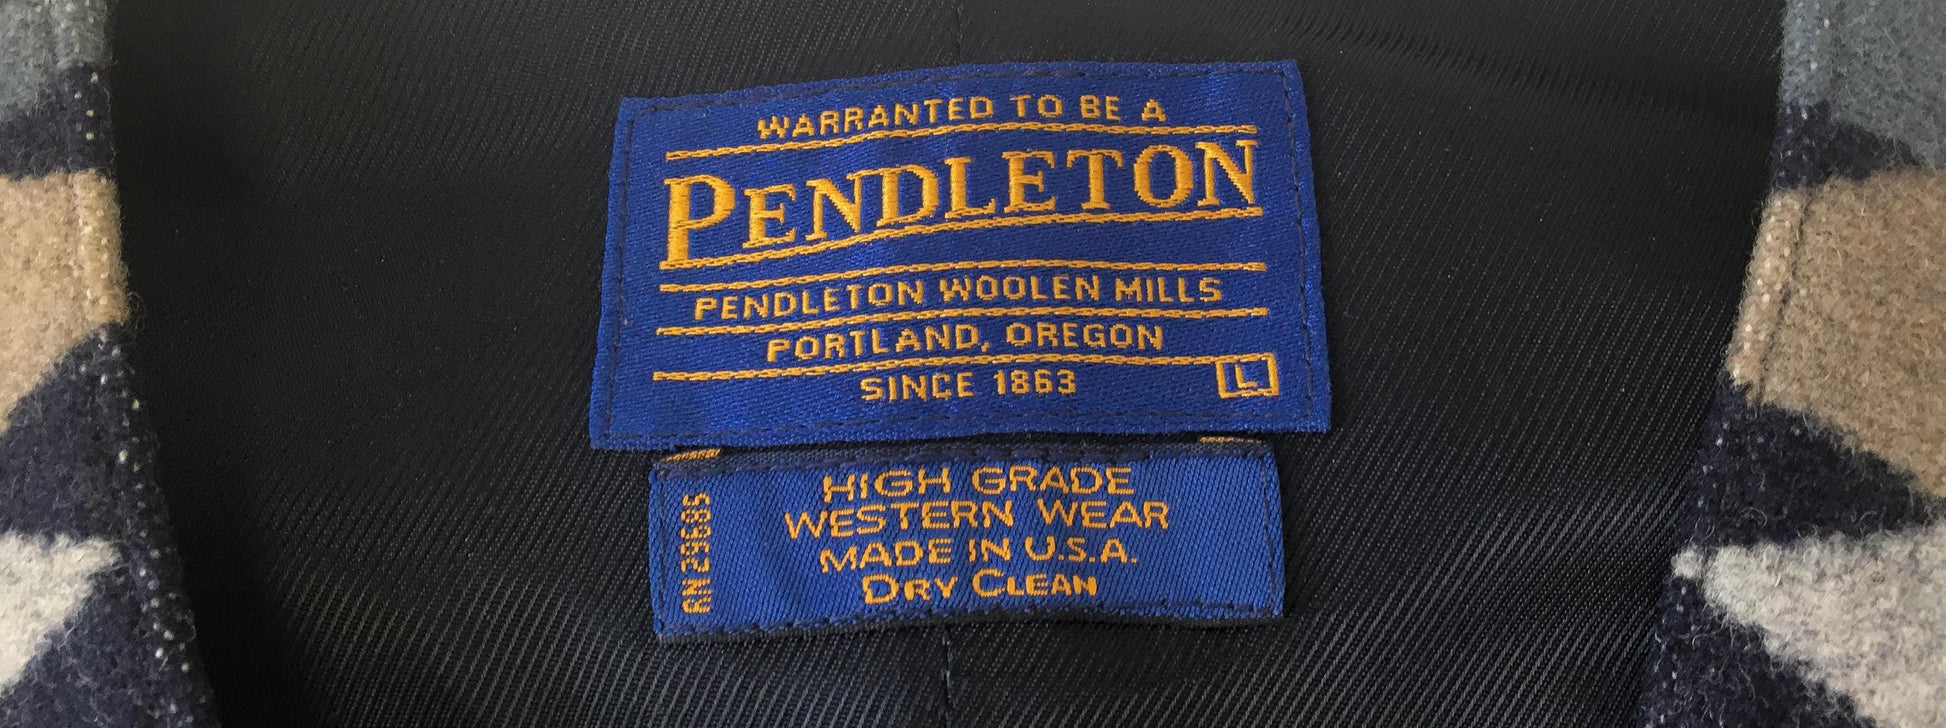 WARRANTED TO BE A
PENDLETON
PENDLETON WOOLEN MILLS
PORTLAND, OREGON
SINCE 1863
L
HIGH GRADE
WESTERN WEAR
MADE IN U.S.A.
DRY CLEAN
RN 29685